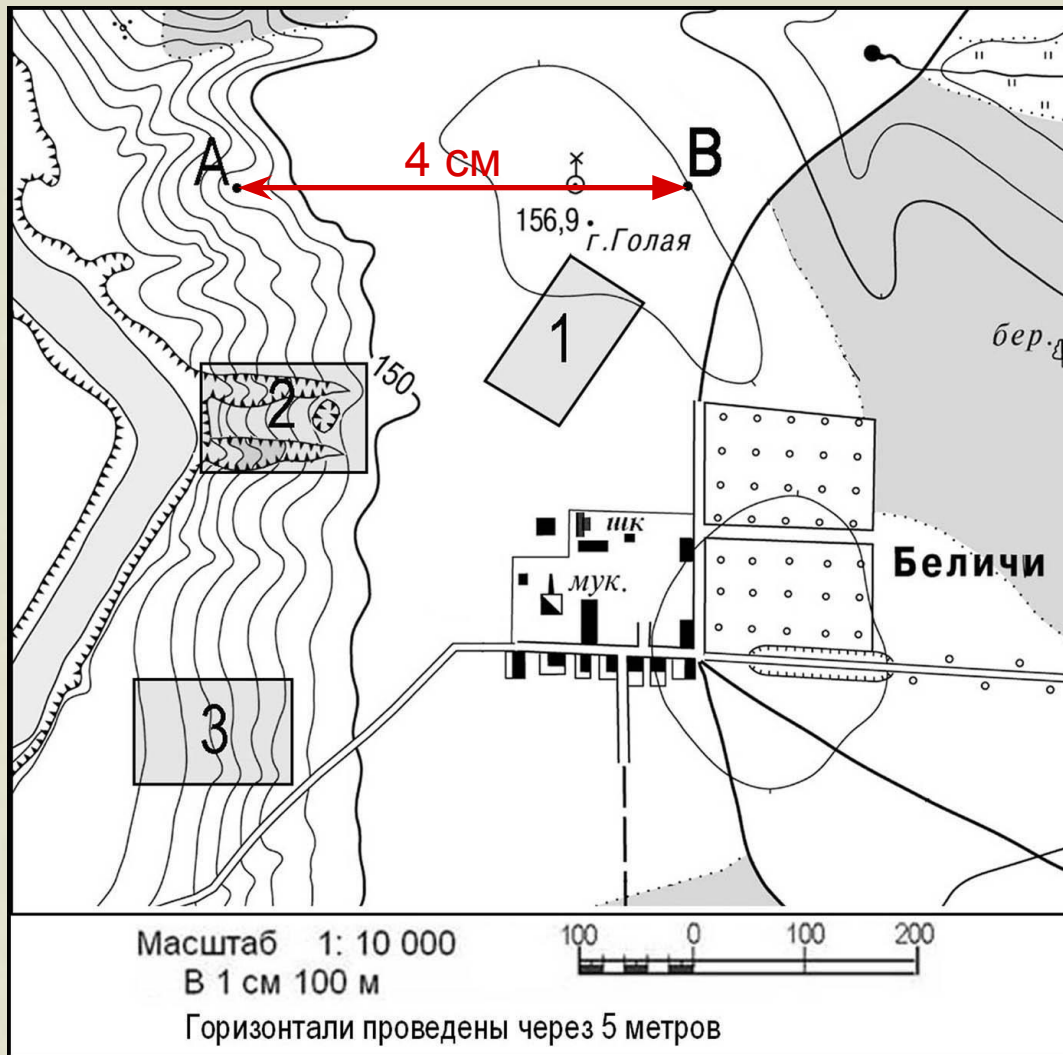 А
4 см
В
156,9
г.Голая
1
бер.
150
2
шк
Беличи
мук.
3
Масштаб 1: 10 000
В 1 см 100 м
100 0 100 200
Горизонтали проведены через 5 метров